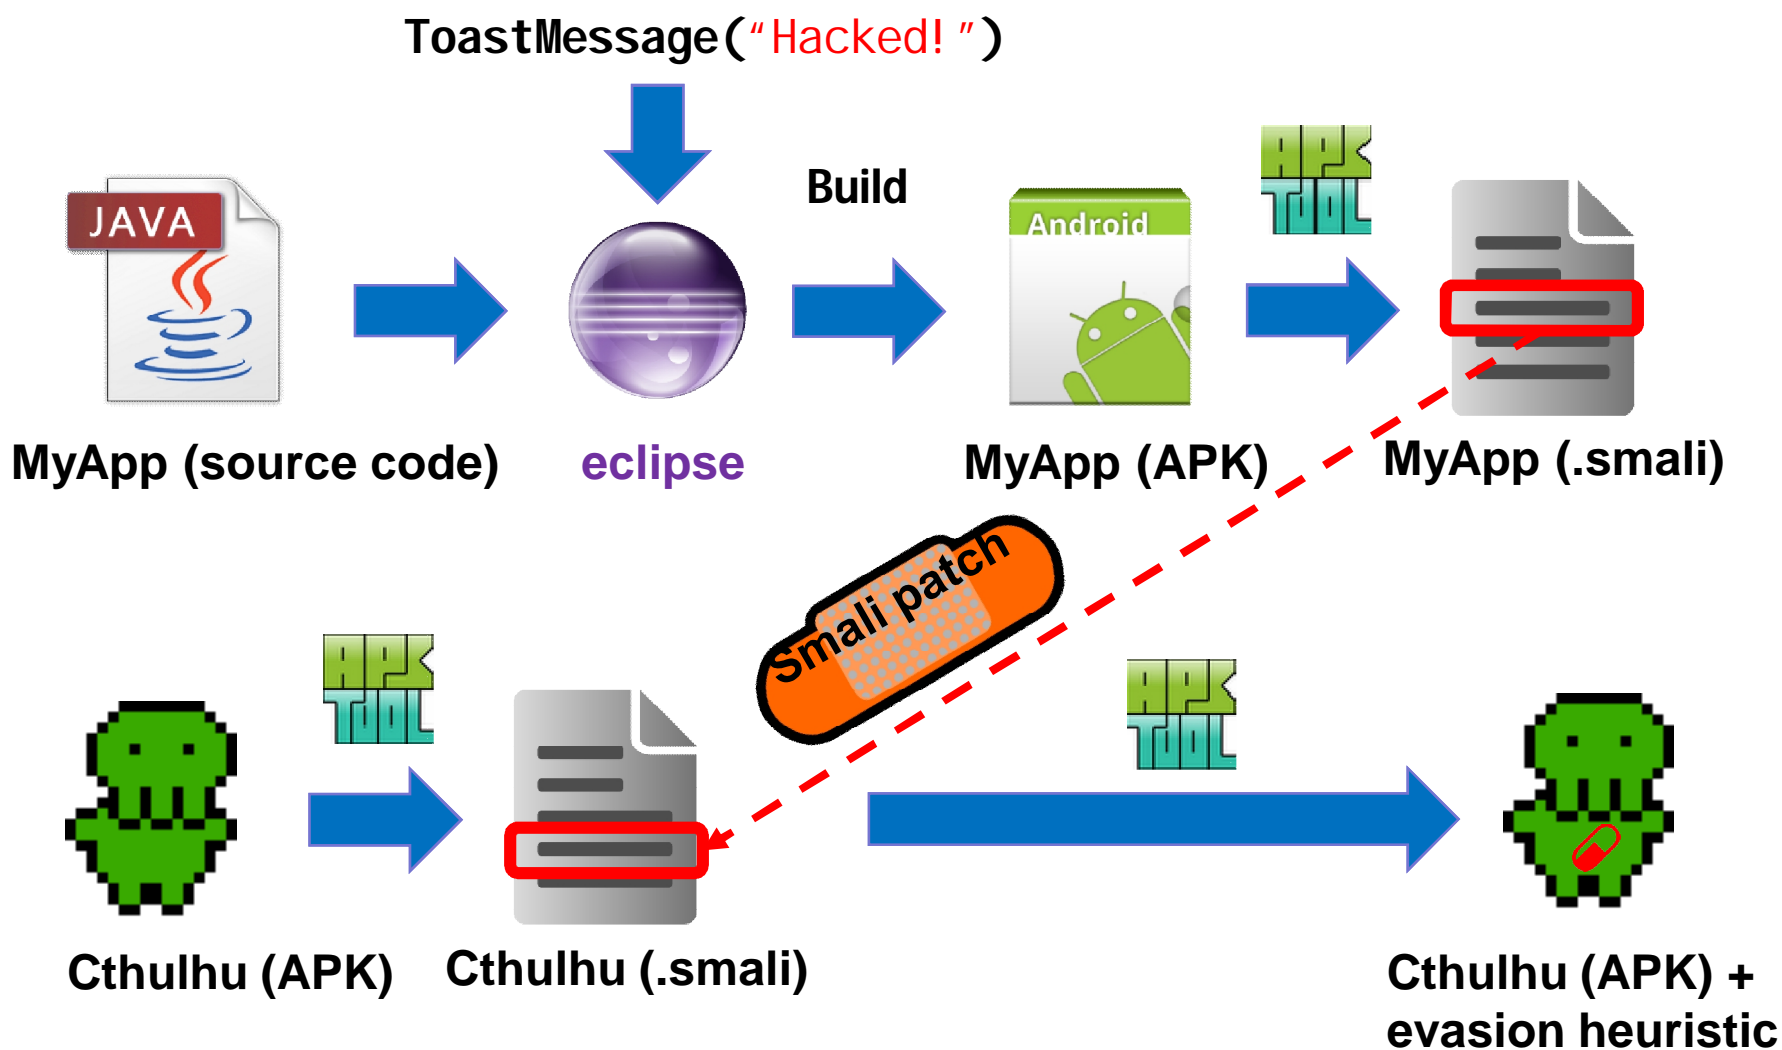 ToastMessage(“Hacked!”)
Build
APK
TOOL
JAVA
Android
MyApp (source code)
eclipse
MyApp (APK)
MyApp (.smali)
Smali patch
APK
TOOL
APK
TOOL
Cthulhu (APK)
Cthulhu (.smali)
Cthulhu (APK) +
evasion heuristic